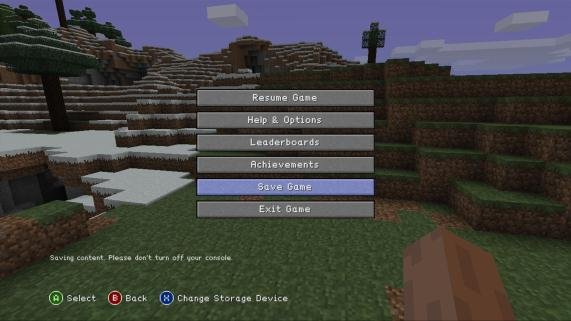 Resume Game
Help & Options
Leaderboards
Achievements
Save Game
Exit Game
Saving content. Please don't turn off your console.
A Select B Back X Change Storage Device